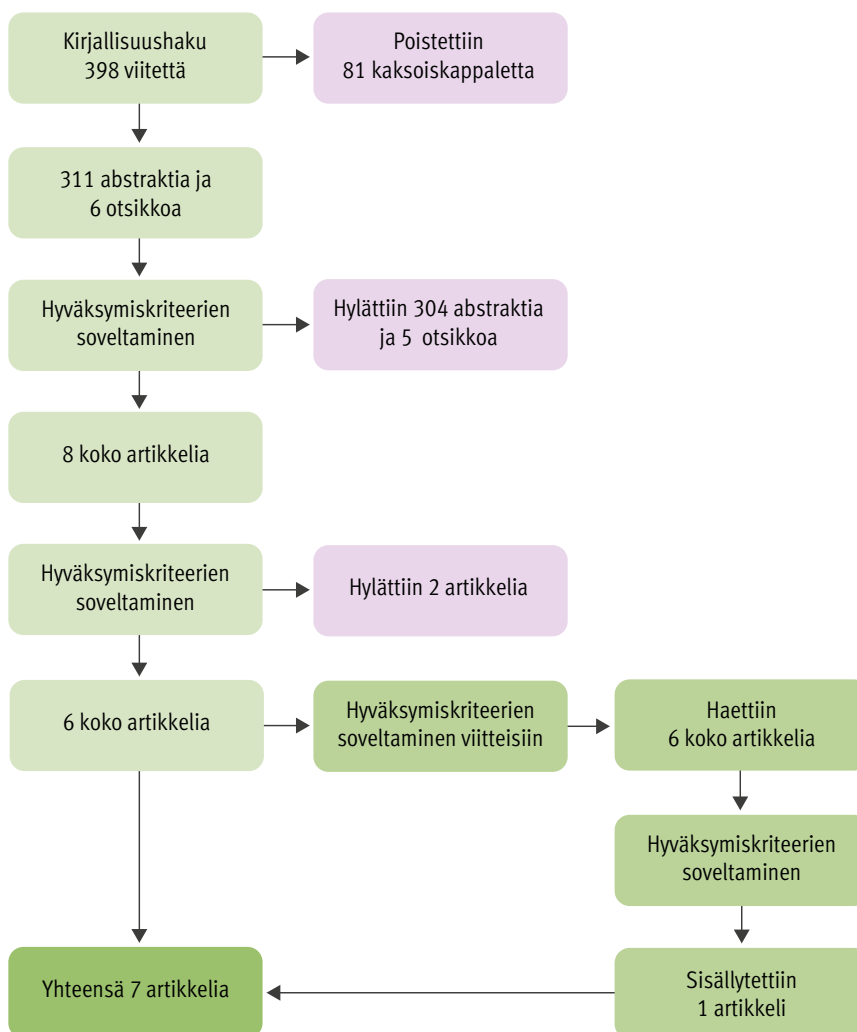 Kirjallisuushaku
398 viitettä
Poistettiin
81 kaksoiskappaletta
311 abstraktia ja
6 otsikkoa
Hyväksymiskriteerien
soveltaminen
Hylättiin 304 abstraktia
ja 5 otsikkoa
8 koko artikkelia
Hyväksymiskriteerien
soveltaminen
Hylättiin 2 artikkelia
6 koko artikkelia
Hyväksymiskriteerien
soveltaminen viitteisiin
Haettiin
6 koko artikkelia
Hyväksymiskriteerien
soveltaminen
Yhteensä 7 artikkelia
Sisällytettiin
1 artikkeli